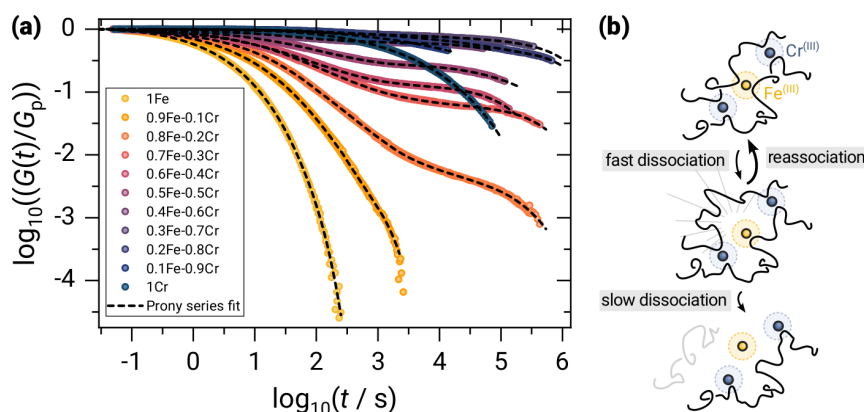 (a)
0
-1
-2
-3
-4
log₁₀((G(t)/Gₚ))
1Fe
0.9Fe-0.1Cr
0.8Fe-0.2Cr
0.7Fe-0.3Cr
0.6Fe-0.4Cr
0.5Fe-0.5Cr
0.4Fe-0.6Cr
0.3Fe-0.7Cr
0.2Fe-0.8Cr
0.1Fe-0.9Cr
1Cr
Prony series fit
-1 0 1 2 3 4 5 6
log₁₀(t / s)
(b)
Cr(III)
Fe(III)
fast dissociation
reassociation
slow dissociation